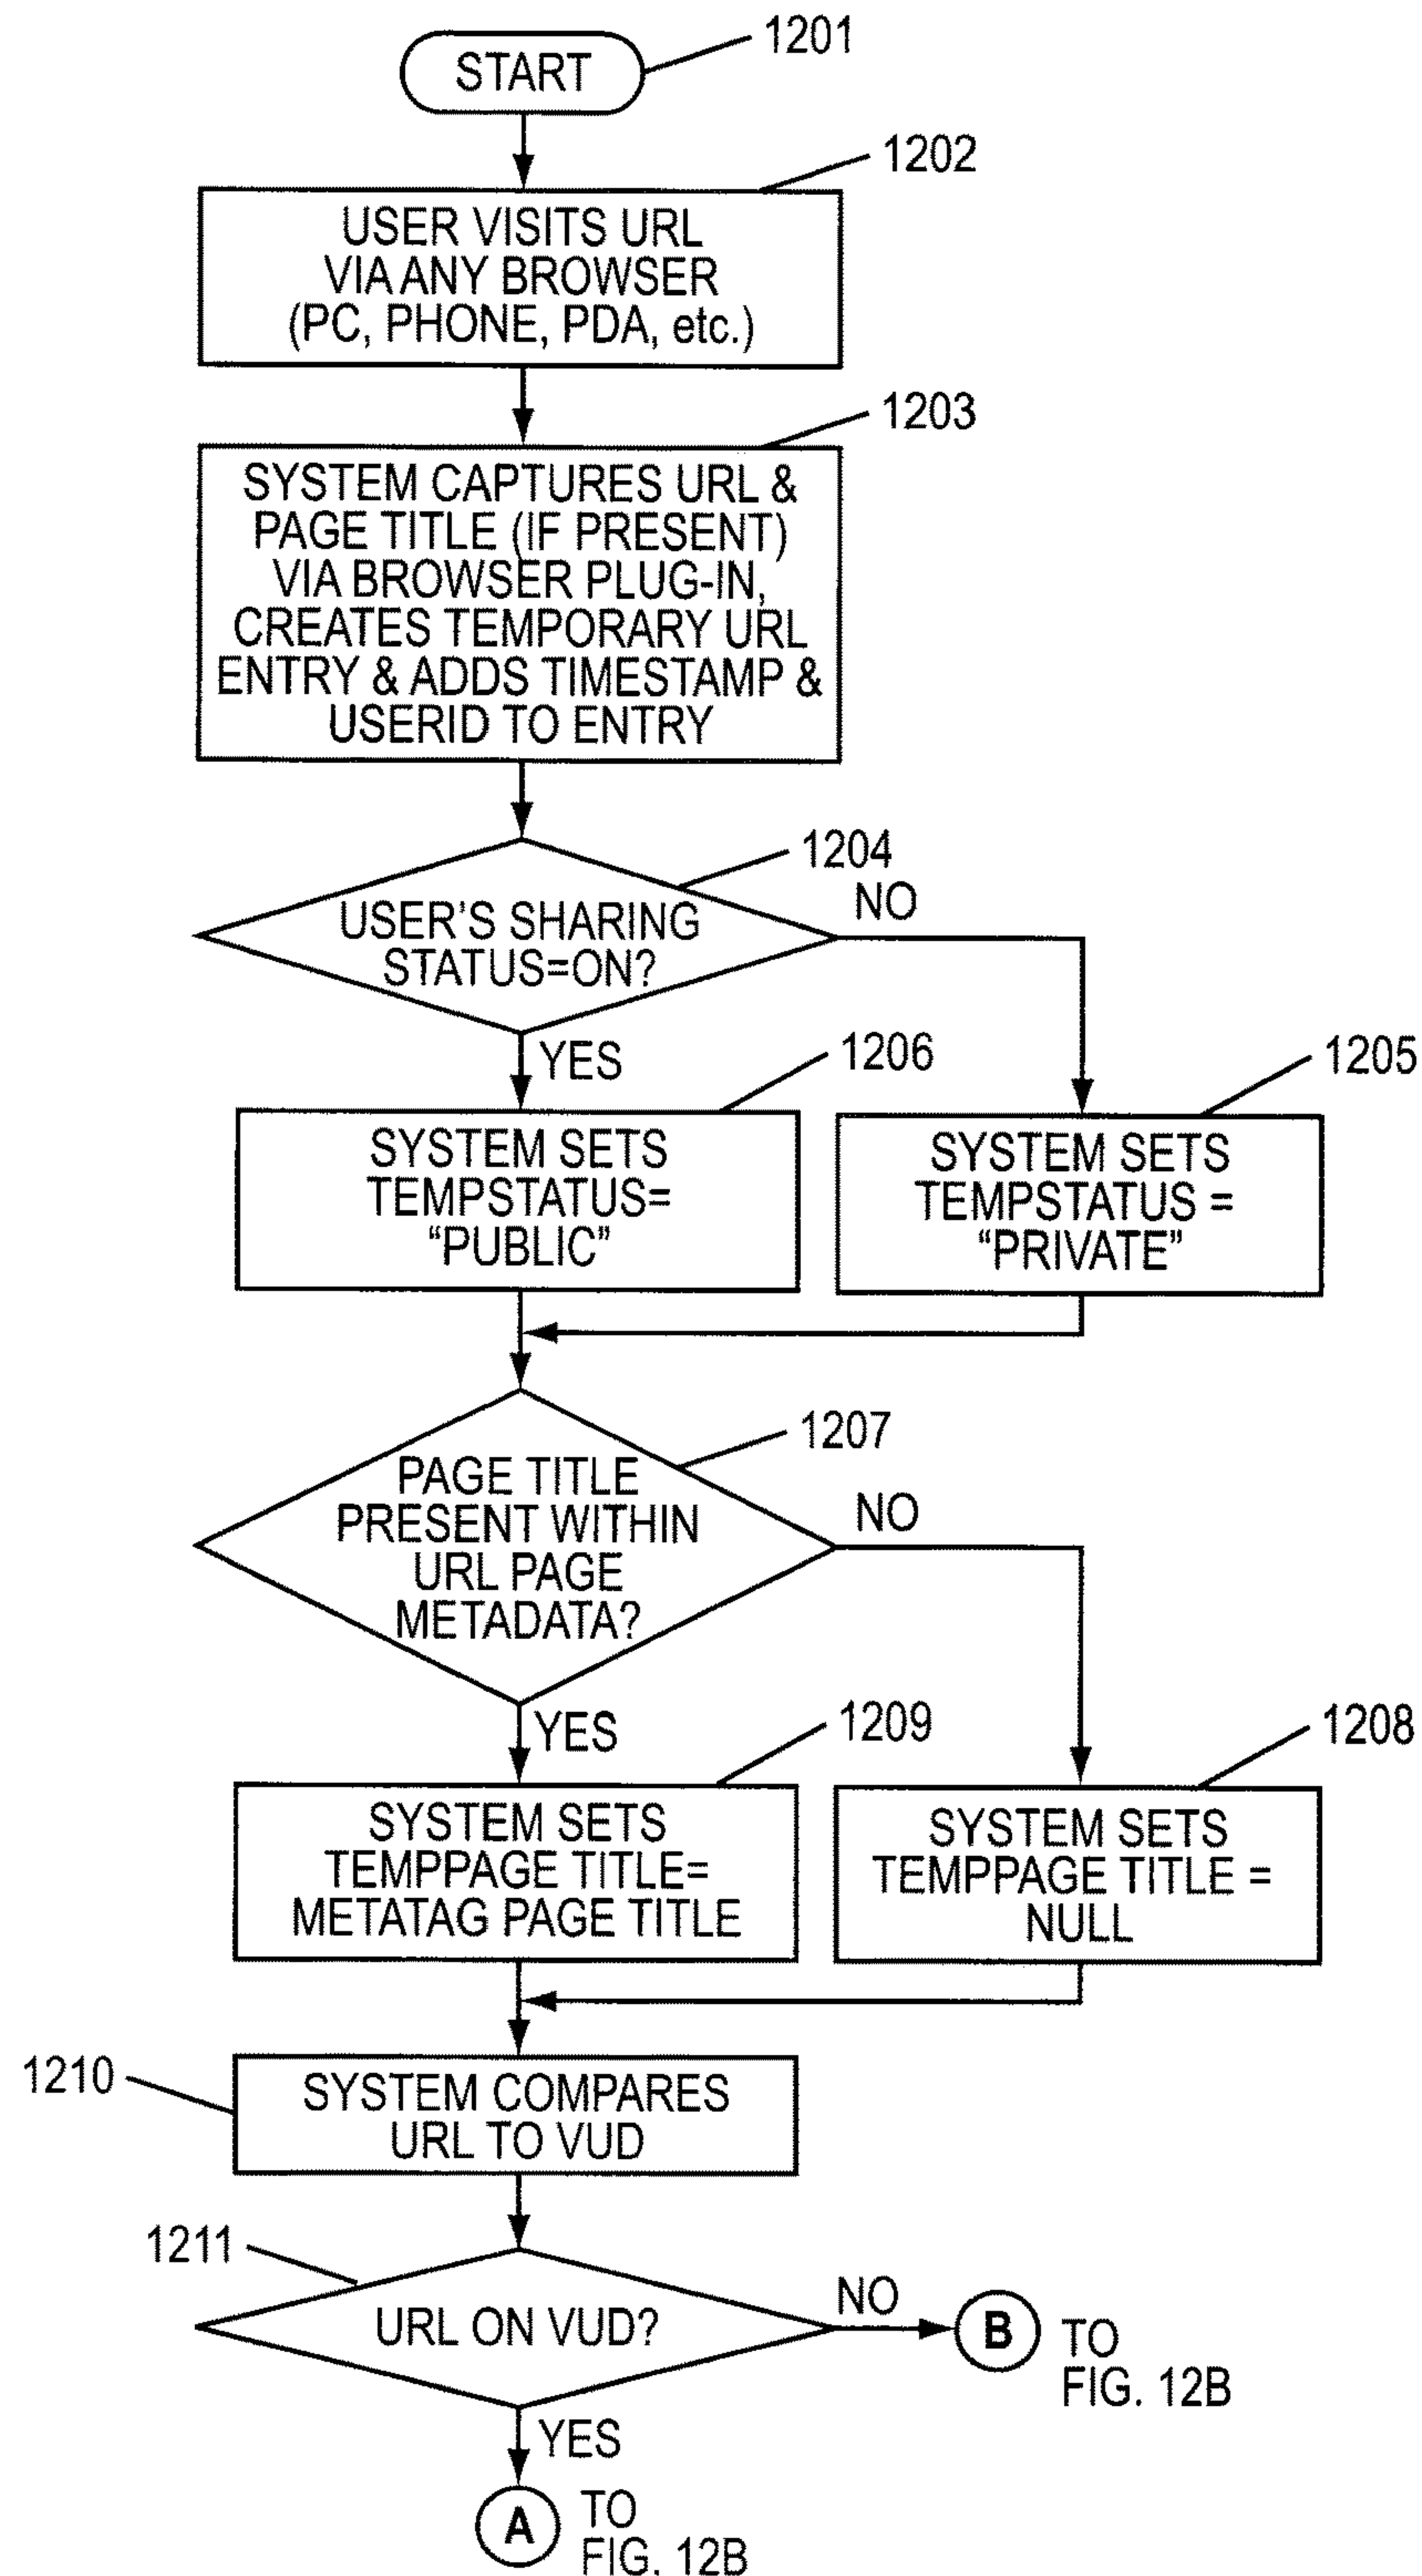 1201
START
1202
USER VISITS URL
VIA ANY BROWSER
(PC, PHONE, PDA, etc.)
1203
SYSTEM CAPTURES URL &
PAGE TITLE (IF PRESENT)
VIA BROWSER PLUG-IN,
CREATES TEMPORARY URL
ENTRY & ADDS TIMESTAMP &
USERID TO ENTRY
1204
NO
USER'S SHARING
STATUS=ON?
YES
1206
1205
SYSTEM SETS
TEMPSTATUS=
“PUBLIC”
SYSTEM SETS
TEMPSTATUS =
“PRIVATE”
1207
PAGE TITLE
PRESENT WITHIN
URL PAGE
METADATA?
NO
YES
1209
1208
SYSTEM SETS
TEMPPAGE TITLE=
METATAG PAGE TITLE
SYSTEM SETS
TEMPPAGE TITLE =
NULL
1210
SYSTEM COMPARES
URL TO VUD
1211
URL ON VUD?
NO
B
TO
FIG. 12B
YES
A
TO
FIG. 12B